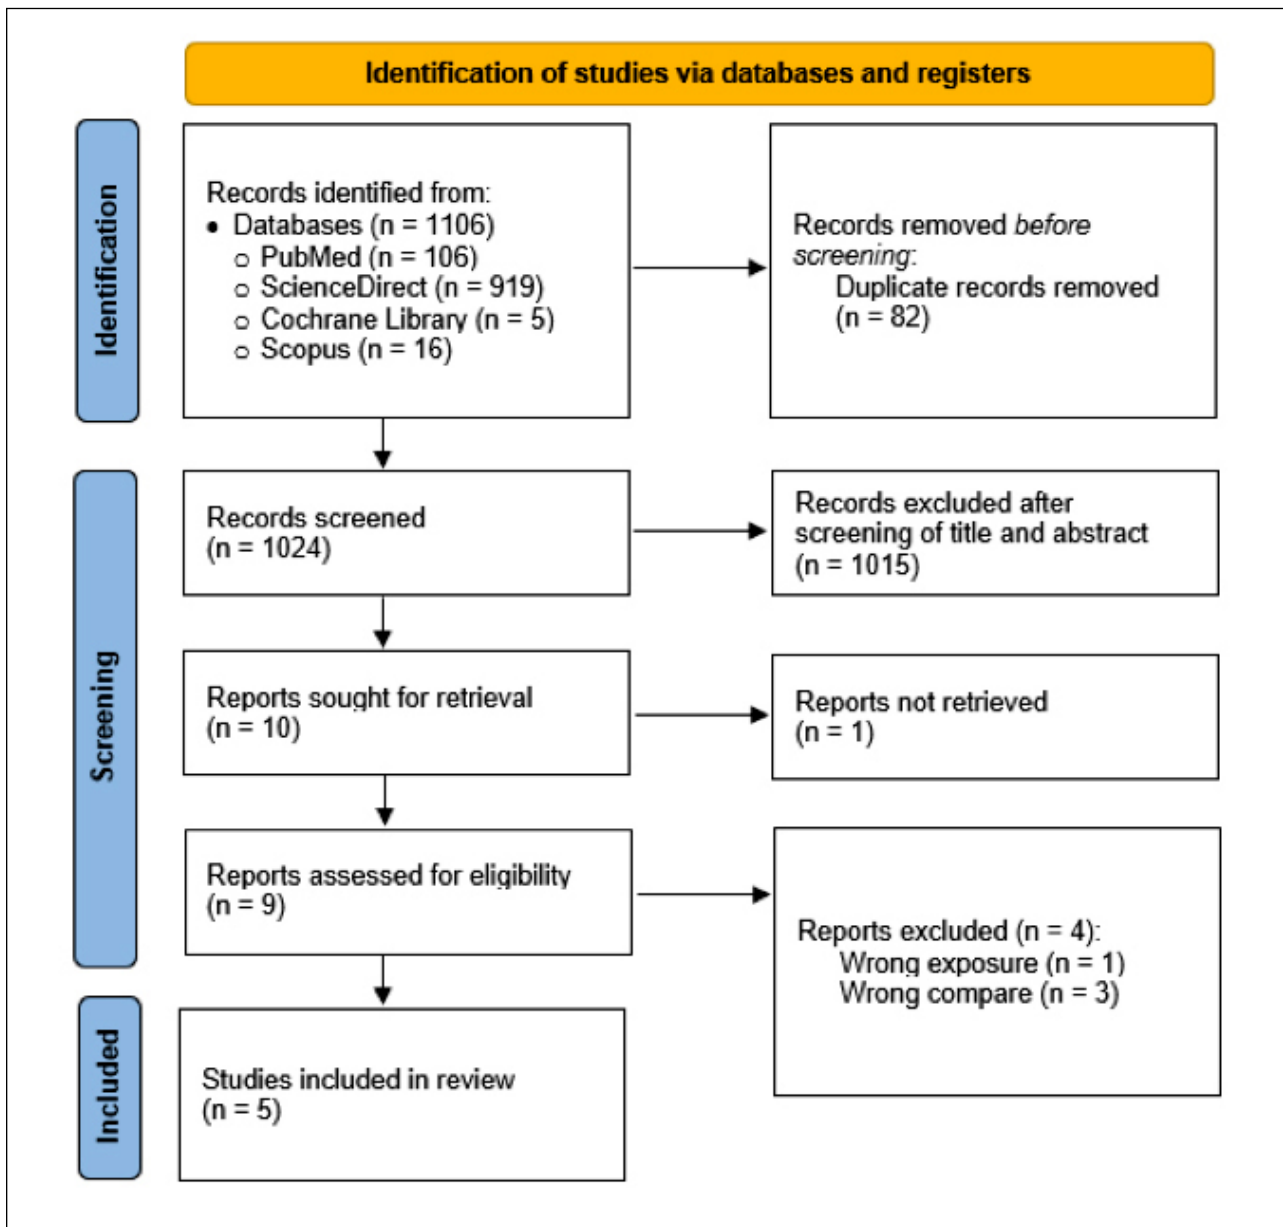 Identification of studies via databases and registers
Identification
Records identified from:
● Databases (n = 1106)
○ PubMed (n = 106)
○ ScienceDirect (n = 919)
○ Cochrane Library (n = 5)
○ Scopus (n = 16)
Records removed before
screening:
Duplicate records removed
(n = 82)
Screening
Records screened
(n = 1024)
Records excluded after
screening of title and abstract
(n = 1015)
Reports sought for retrieval
(n = 10)
Reports not retrieved
(n = 1)
Reports assessed for eligibility
(n = 9)
Reports excluded (n = 4):
Wrong exposure (n = 1)
Wrong compare (n = 3)
Included
Studies included in review
(n = 5)